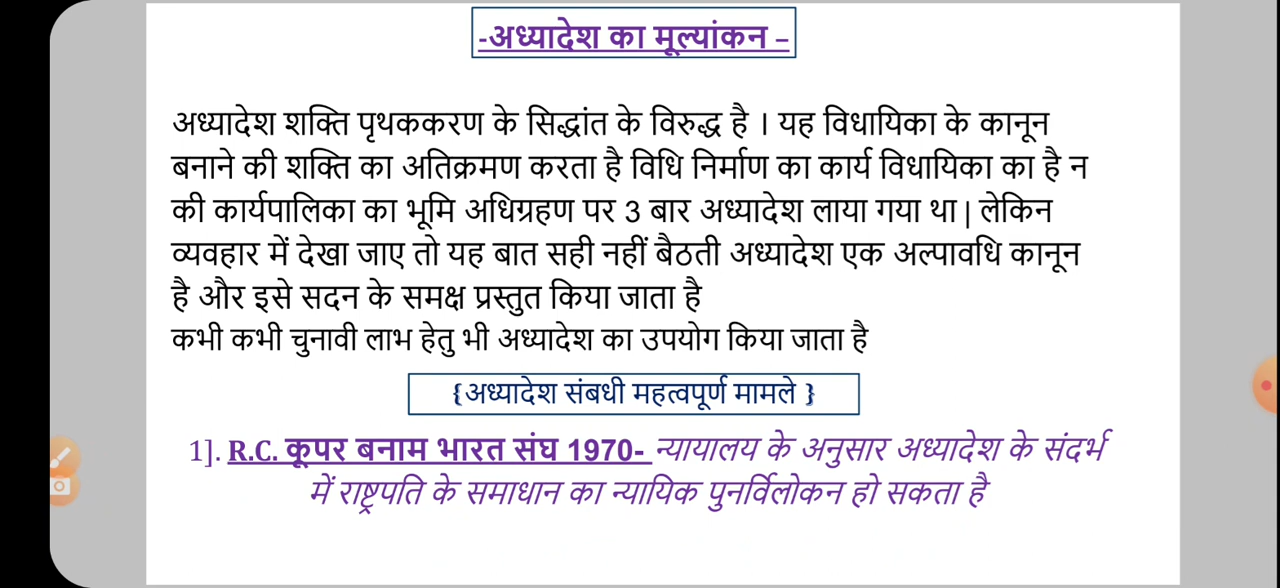 -अध्यादेश का मूल्यांकन –
अध्यादेश शक्ति पृथककरण के सिद्धांत के विरुद्ध है । यह विधायिका के कानून
बनाने की शक्ति का अतिक्रमण करता है विधि निर्माण का कार्य विधायिका का है न
की कार्यपालिका का भूमि अधिग्रहण पर 3 बार अध्यादेश लाया गया था| लेकिन
व्यवहार में देखा जाए तो यह बात सही नहीं बैठती अध्यादेश एक अल्पावधि कानून
है और इसे सदन के समक्ष प्रस्तुत किया जाता है
कभी कभी चुनावी लाभ हेतु भी अध्यादेश का उपयोग किया जाता है
{अध्यादेश संबधी महत्वपूर्ण मामले }
1]. R.C. कूपर बनाम भारत संघ 1970- न्यायालय के अनुसार अध्यादेश के संदर्भ
में राष्ट्रपति के समाधान का न्यायिक पुनर्विलोकन हो सकता है